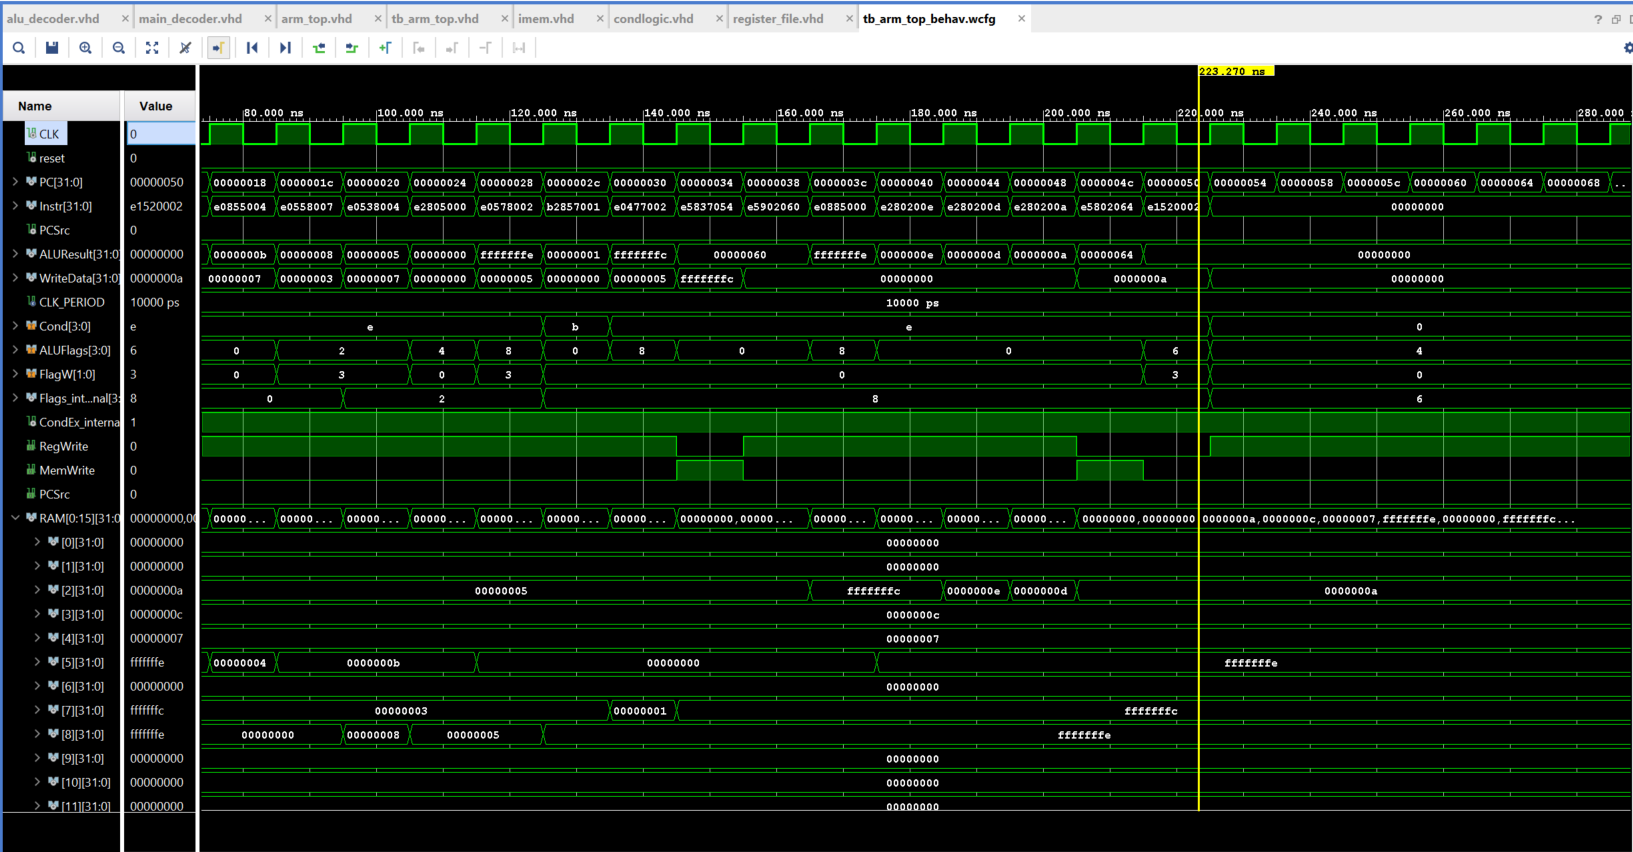 alu_decoder.vhd × main_decoder.vhd × arm_top.vhd × tb_arm_top.vhd × imem.vhd × condlogic.vhd × register_file.vhd × tb_arm_top_behav.wcfg × ?
223.270 ns
Name Value
80.000 ns 100.000 ns 120.000 ns 140.000 ns 160.000 ns 180.000 ns 200.000 ns 220.000 ns 240.000 ns 260.000 ns 280.000
CLK 0
reset 0
PC[31:0] 00000050 00000018 0000001c 00000020 00000024 00000028 0000002c 00000030 00000034 00000038 0000003c 00000040 00000044 00000048 0000004c 00000050 00000054 00000058 0000005c 00000060 00000064 00000068 ..
Instr[31:0] e1520002 e0855004 e0558007 e0538004 e2805000 e0578002 b2857001 e0477002 e5837054 e5902060 e0885000 e280200e e280200d e280200a e5802064 e1520002 00000000
PCSrc 0
ALUResult[31:0] 00000000 0000000b 00000008 00000005 00000000 fffffffe 00000001 fffffffc 00000060 fffffffe 0000000e 0000000d 0000000a 00000064 00000000
WriteData[31:0] 0000000a 00000007 00000003 00000007 00000000 00000005 00000000 00000005 fffffffc 00000000 0000000a 00000000
CLK_PERIOD 10000 ps 10000 ps
Cond[3:0] e e b e 0
ALUFlags[3:0] 6 0 2 4 8 0 8 0 8 0 6 4
FlagW[1:0] 3 0 3 0 3 0 3 0
Flags_int...nal[3: 8 0 2 8 6
CondEx_interna 1
RegWrite 0
MemWrite 0
PCSrc 0
RAM[0:15][31:0 00000000,00 00000... 00000... 00000... 00000... 00000... 00000... 00000... 00000000,00000... 00000... 00000... 00000... 00000... 00000000,00000000,0000000a,0000000c,00000007,fffffffe,00000000,fffffffc...
[0][31:0] 00000000 00000000
[1][31:0] 00000000 00000000
[2][31:0] 0000000a 00000005 fffffffc 0000000e 0000000d 0000000a
[3][31:0] 0000000c 0000000c
[4][31:0] 00000007 00000007
[5][31:0] fffffffe 00000004 0000000b 00000000 fffffffe
[6][31:0] 00000000 00000000
[7][31:0] fffffffc 00000003 00000001 fffffffc
[8][31:0] fffffffe 00000000 00000008 00000005 fffffffe
[9][31:0] 00000000 00000000
[10][31:0] 00000000 00000000
[11][31:0] 00000000 00000000